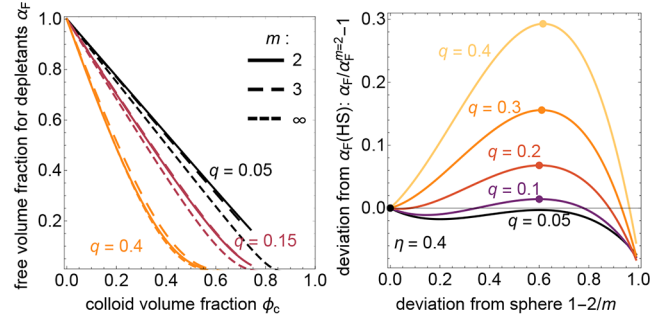 free volume fraction for depletants α_F
1.0
0.8
0.6
0.4
0.2
m :
2
3
∞
q = 0.05
q = 0.4
q = 0.15
0.0 0.2 0.4 0.6 0.8 1.0
colloid volume fraction ϕ_c
deviation from α_F(HS): α_F/α_F^{m=2}−1
0.3
0.2
0.1
0.0
q = 0.4
q = 0.3
q = 0.2
q = 0.1
q = 0.05
η = 0.4
0.0 0.2 0.4 0.6 0.8 1.0
deviation from sphere 1−2/m